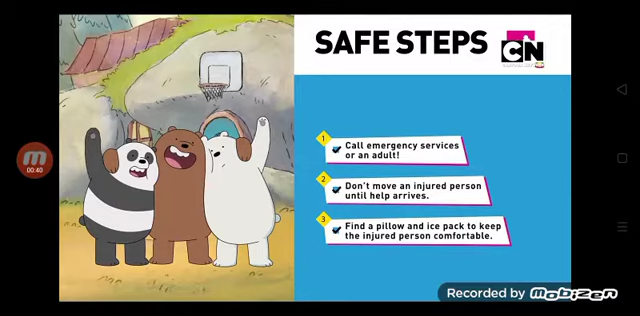 SAFE STEPS
CN
1
Call emergency services
or an adult!
2
Don't move an injured person
until help arrives.
3
Find a pillow and ice pack to keep
the injured person comfortable.
00:40
Recorded by mobizen